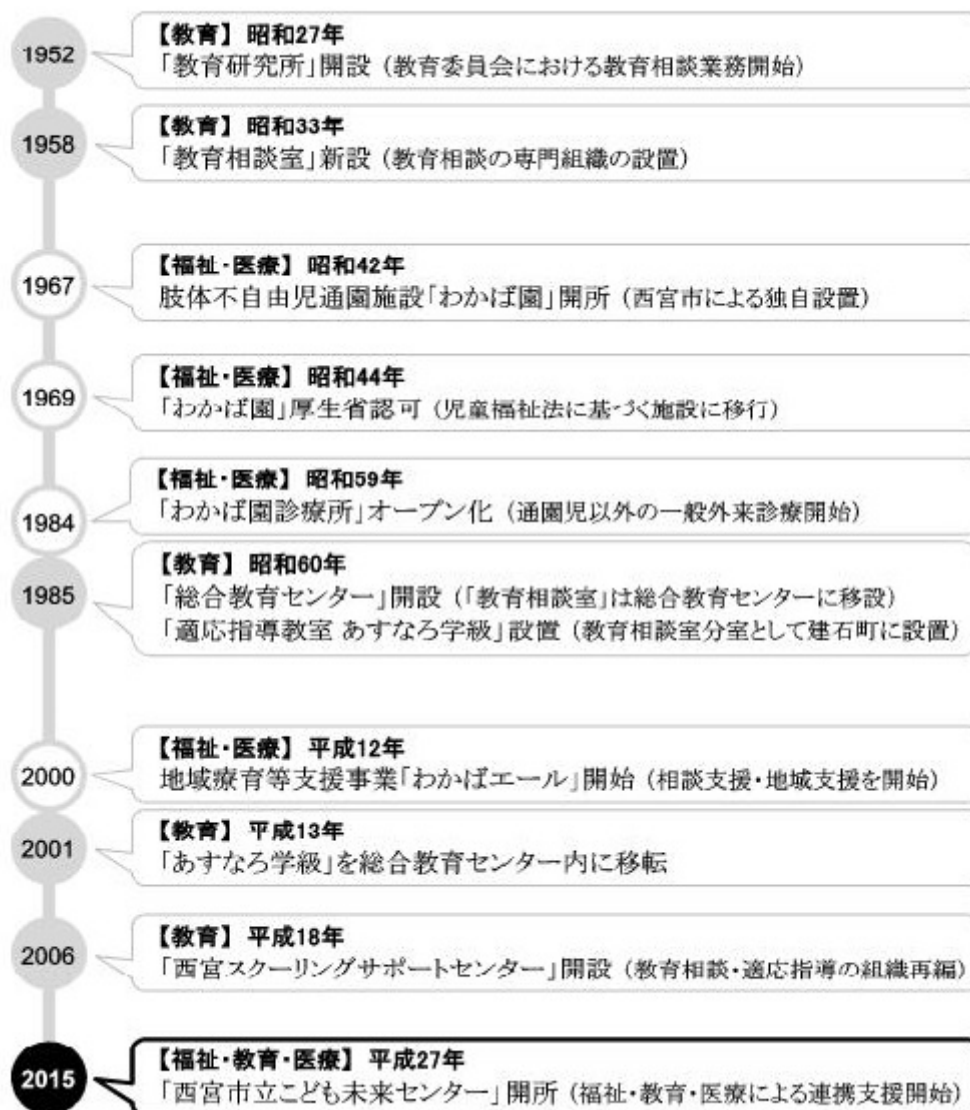 1952
【教育】 昭和27年
「教育研究所」開設 (教育委員会における教育相談業務開始)
1958
【教育】 昭和33年
「教育相談室」新設 (教育相談の専門組織の設置)
1967
【福祉・医療】 昭和42年
肢体不自由児通園施設「わかば園」開所 (西宮市による独自設置)
1969
【福祉・医療】 昭和44年
「わかば園」厚生省認可 (児童福祉法に基づく施設に移行)
1984
【福祉・医療】 昭和59年
「わかば園診療所」オープン化 (通園児以外の一般外来診療開始)
1985
【教育】 昭和60年
「総合教育センター」開設 (「教育相談室」は総合教育センターに移設)
「適応指導教室 あすなろ学級」設置 (教育相談室分室として建石町に設置)
2000
【福祉・医療】 平成12年
地域療育等支援事業「わかばエール」開始 (相談支援・地域支援を開始)
2001
【教育】 平成13年
「あすなろ学級」を総合教育センター内に移転
2006
【教育】 平成18年
「西宮スクーリングサポートセンター」開設 (教育相談・適応指導の組織再編)
2015
【福祉・教育・医療】 平成27年
「西宮市立こども未来センター」開所 (福祉・教育・医療による連携支援開始)